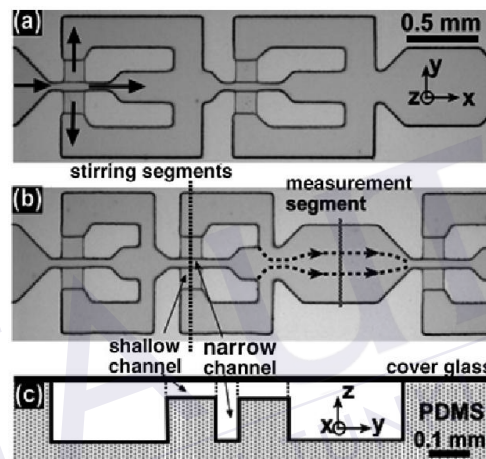 (a)
0.5 mm
y
z x
stirring segments
(b)
measurement
segment
shallow
channel
narrow
channel
cover glass
(c)
z
x y
PDMS
0.1 mm